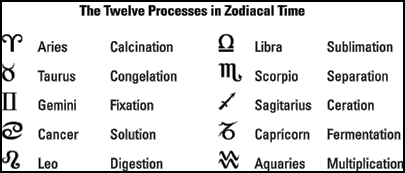 The Twelve Processes in Zodiacal Time
♈ Aries Calcination ♎ Libra Sublimation
♉ Taurus Congelation ♏ Scorpio Separation
♊ Gemini Fixation ♐ Sagitarius Ceration
♋ Cancer Solution ♑ Capricorn Fermentation
♌ Leo Digestion ♒ Aquaries Multiplication